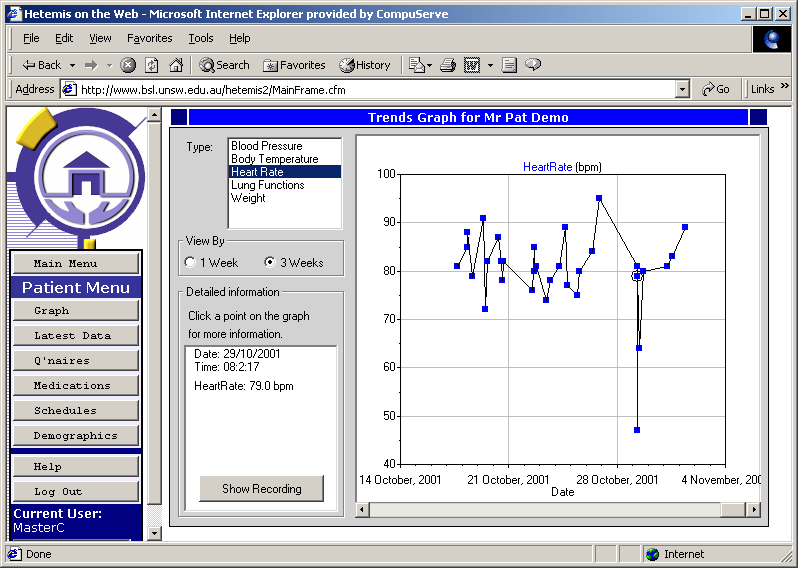 Hetemis on the Web - Microsoft Internet Explorer provided by CompuServe
File Edit View Favorites Tools Help
Back Search Favorites History
Address http://www.bsl.unsw.edu.au/hetemis2/MainFrame.cfm Go Links »
Trends Graph for Mr Pat Demo
Main Menu
Patient Menu
Graph
Latest Data
Q'naires
Medications
Schedules
Demographics
Help
Log Out
Current User:
MasterC
Type:
Blood Pressure
Body Temperature
Heart Rate
Lung Functions
Weight
View By
1 Week 3 Weeks
Detailed information
Click a point on the graph
for more information.
Date: 29/10/2001
Time: 08:2:17
HeartRate: 79.0 bpm
Show Recording
HeartRate (bpm)
100
90
80
70
60
50
40
14 October, 2001 21 October, 2001 28 October, 2001 4 November, 200
Date
Done Internet